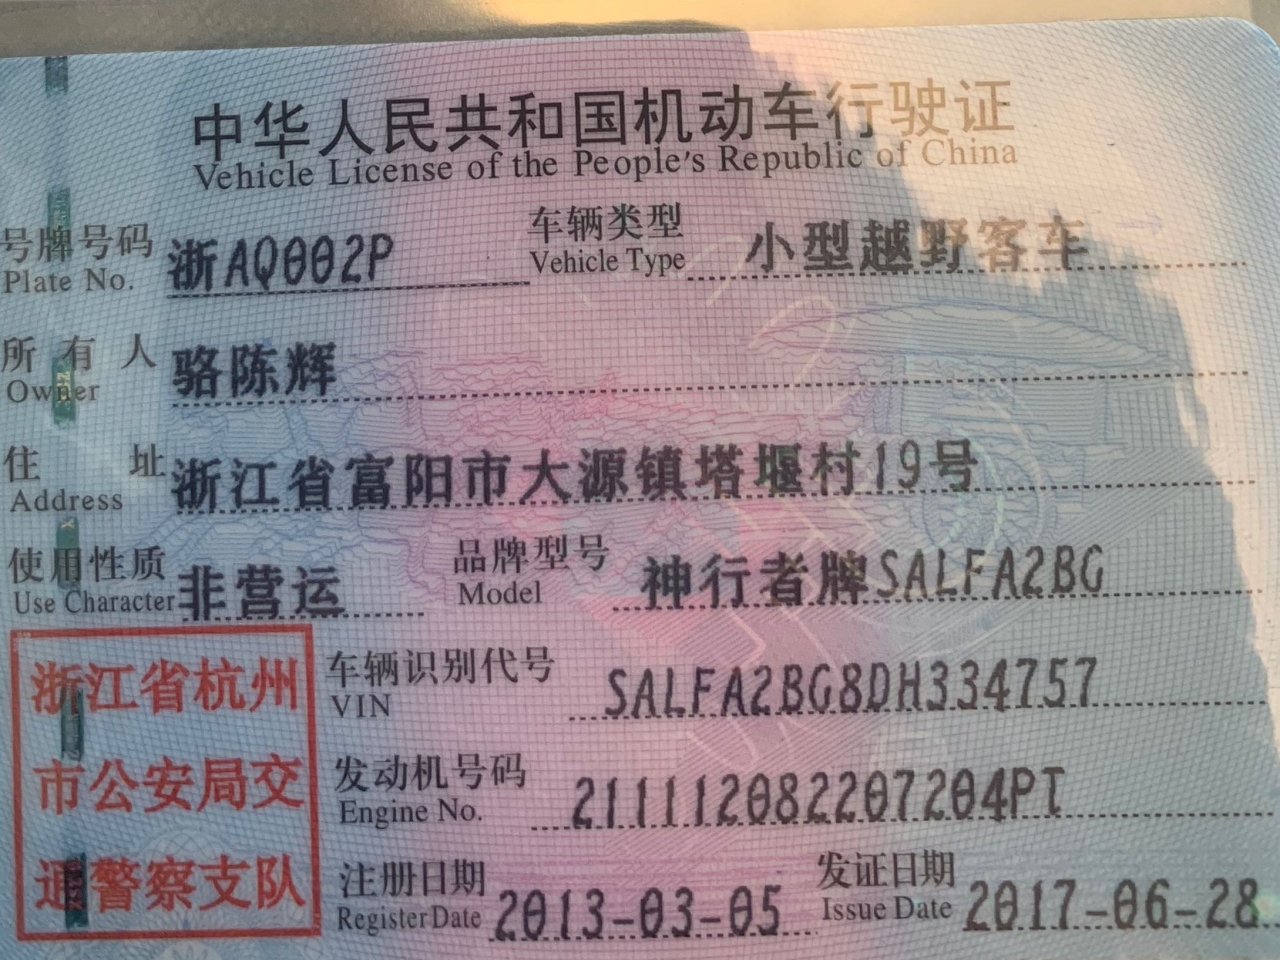 中华人民共和国机动车行驶证
Vehicle License of the People's Republic of China
号牌号码 浙AQ002P 车辆类型 小型越野客车
Plate No. Vehicle Type
所有人 骆陈辉
Owner
住址 浙江省富阳市大源镇塔堰村19号
Address
使用性质 非营运 品牌型号 神行者牌SALFA2BG
Use Character Model
浙江省杭州
市公安局交
通警察支队
车辆识别代号 SALFA2BG8DH334757
VIN
发动机号码 211112082207204PT
Engine No.
注册日期 2013-03-05 发证日期 2017-06-28
Register Date Issue Date